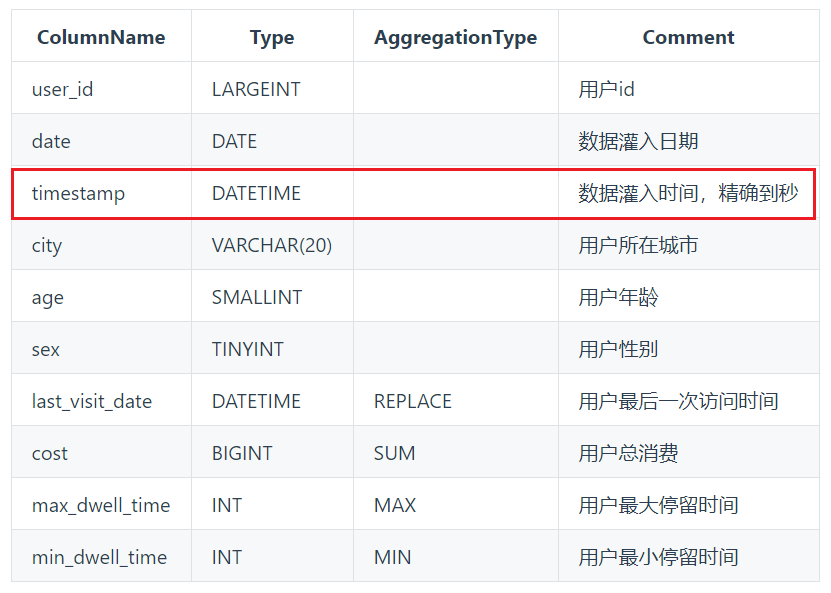 ColumnName Type AggregationType Comment
user_id LARGEINT 用户id
date DATE 数据灌入日期
timestamp DATETIME 数据灌入时间，精确到秒
city VARCHAR(20) 用户所在城市
age SMALLINT 用户年龄
sex TINYINT 用户性别
last_visit_date DATETIME REPLACE 用户最后一次访问时间
cost BIGINT SUM 用户总消费
max_dwell_time INT MAX 用户最大停留时间
min_dwell_time INT MIN 用户最小停留时间